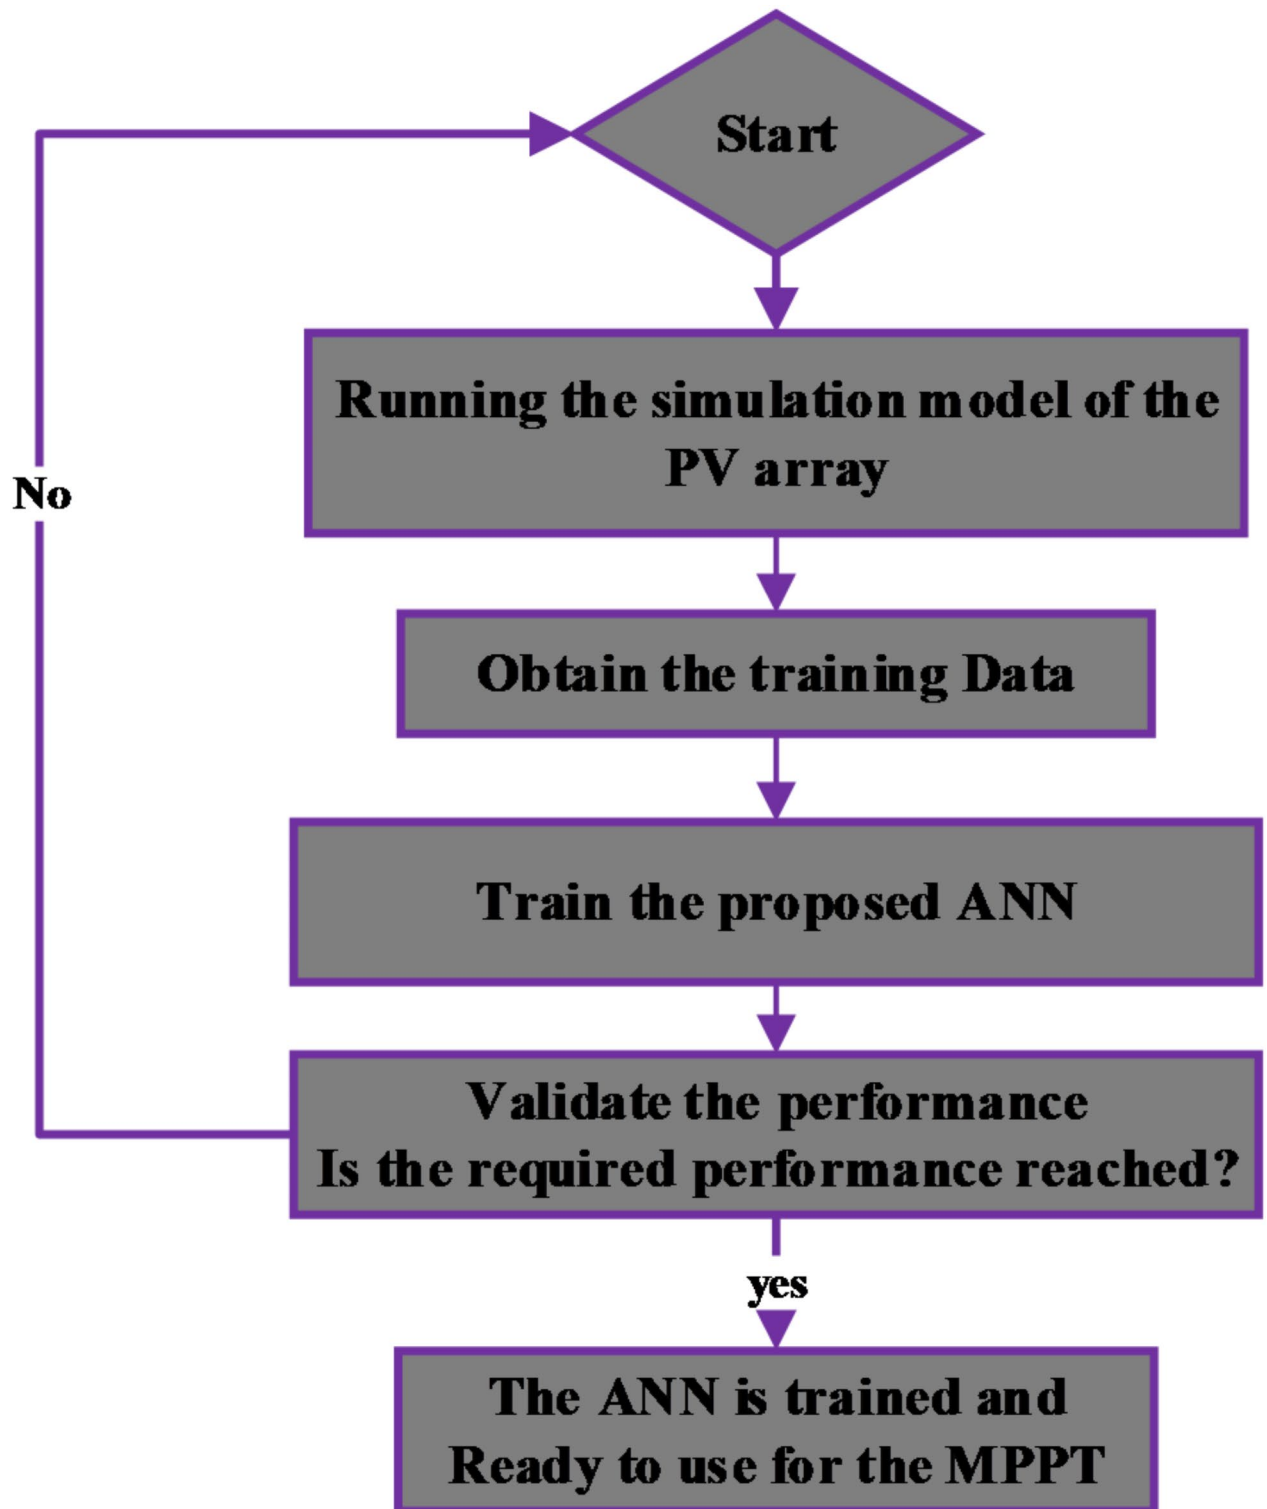 Start
Running the simulation model of the
PV array
No
Obtain the training Data
Train the proposed ANN
Validate the performance
Is the required performance reached?
yes
The ANN is trained and
Ready to use for the MPPT